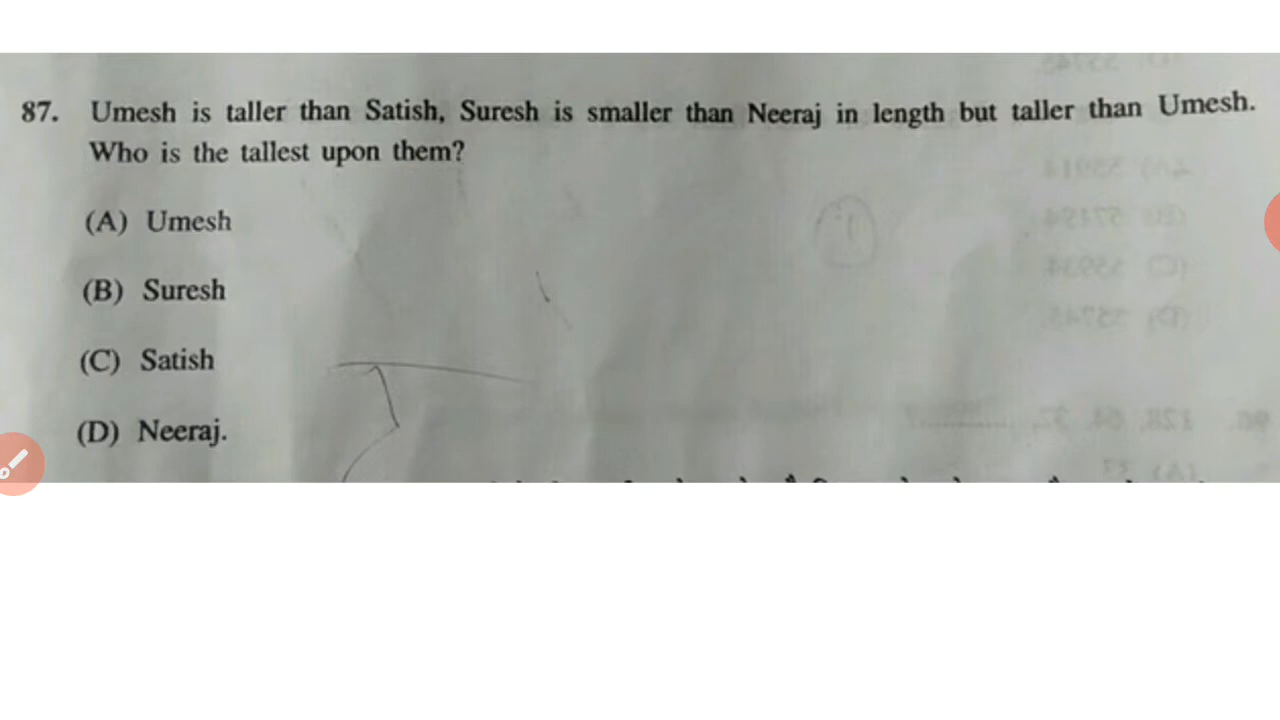 87. Umesh is taller than Satish, Suresh is smaller than Neeraj in length but taller than Umesh.
Who is the tallest upon them?
(A) Umesh
(B) Suresh
(C) Satish
(D) Neeraj.